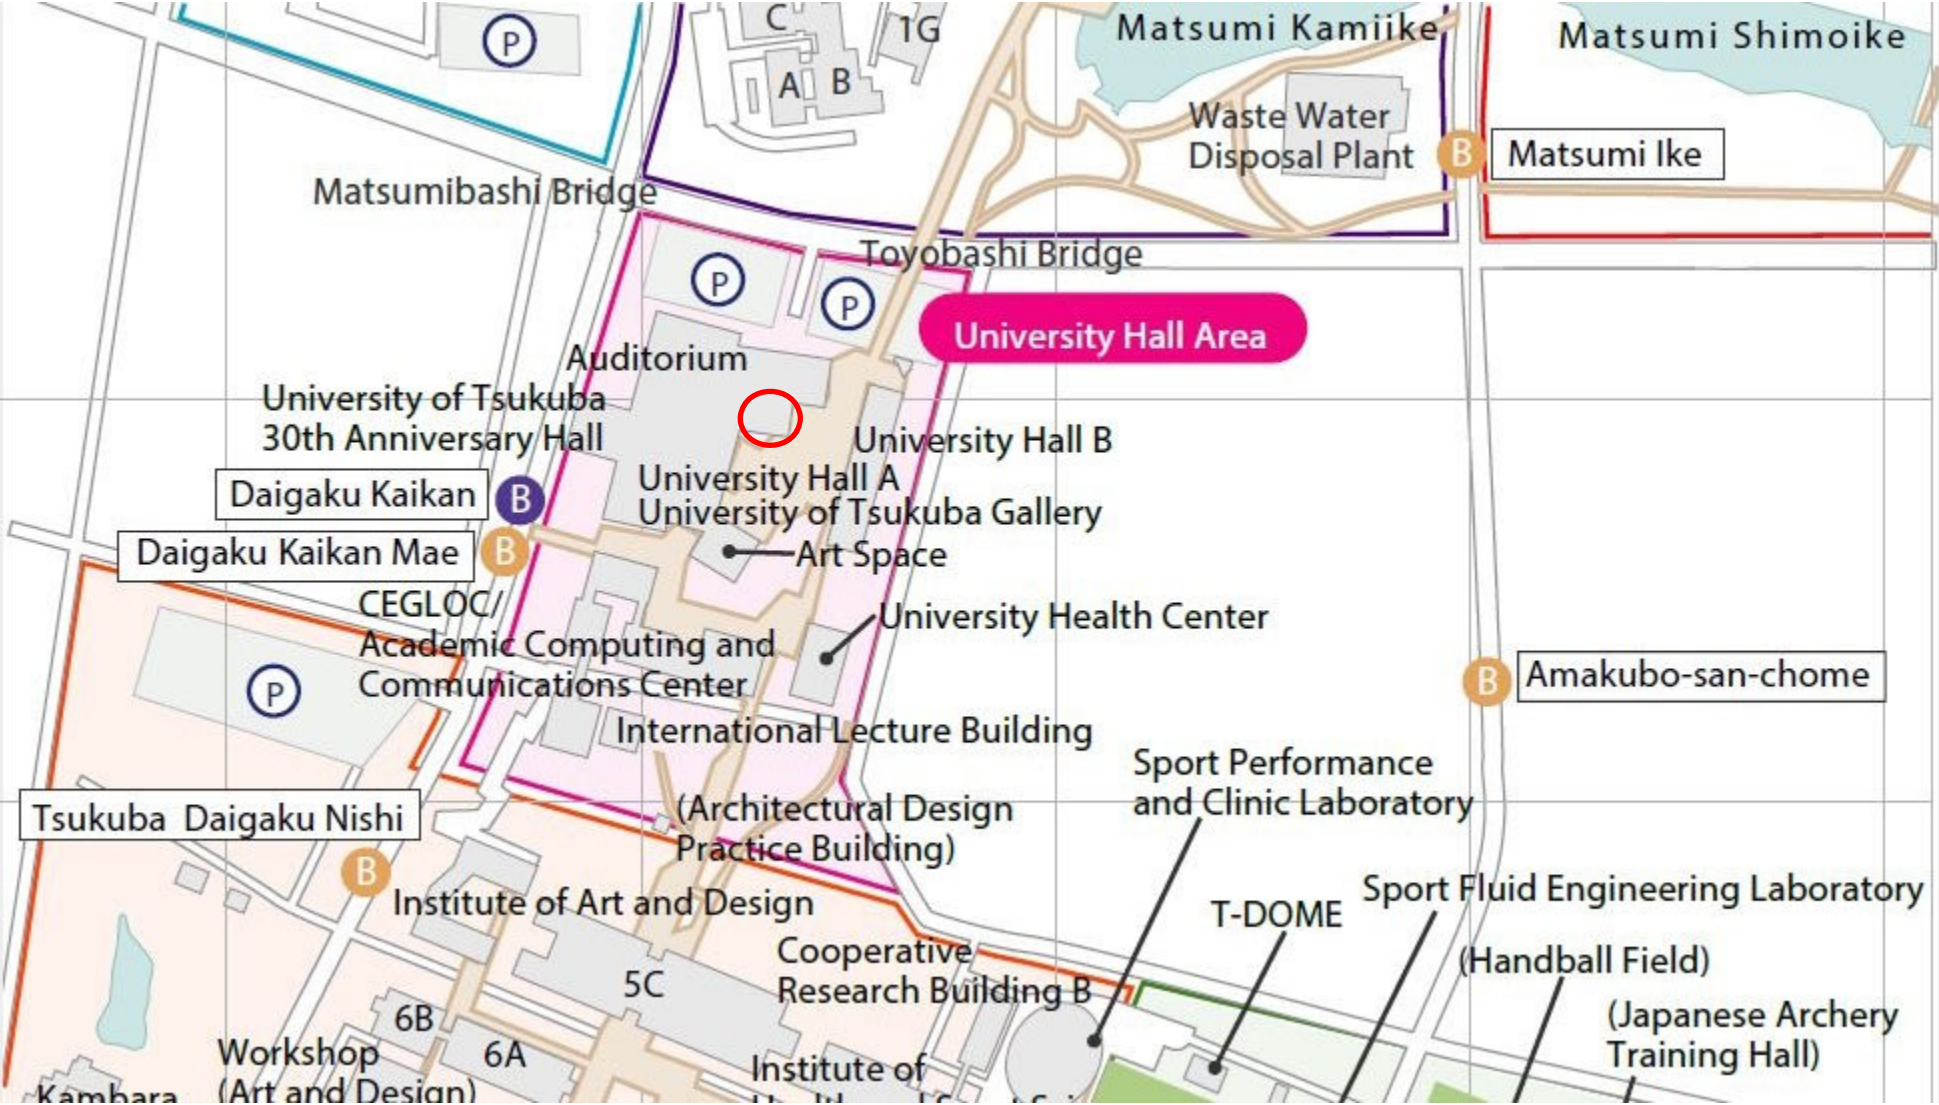 P
C
1G
A
B
Matsumi Kamiike
Matsumi Shimoike
Waste Water
Disposal Plant
B
Matsumi Ike
Matsumibashi Bridge
Toyobashi Bridge
P
P
University Hall Area
Auditorium
University of Tsukuba
30th Anniversary Hall
University Hall B
Daigaku Kaikan
B
University Hall A
University of Tsukuba Gallery
Daigaku Kaikan Mae
B
Art Space
CEGLOC/
Academic Computing and
Communications Center
University Health Center
P
B
Amakubo-san-chome
International Lecture Building
Sport Performance
and Clinic Laboratory
(Architectural Design
Practice Building)
Tsukuba Daigaku Nishi
B
Institute of Art and Design
Sport Fluid Engineering Laboratory
T-DOME
Cooperative
Research Building B
(Handball Field)
5C
6B
6A
(Japanese Archery
Training Hall)
Workshop
(Art and Design)
Institute of
Kambara